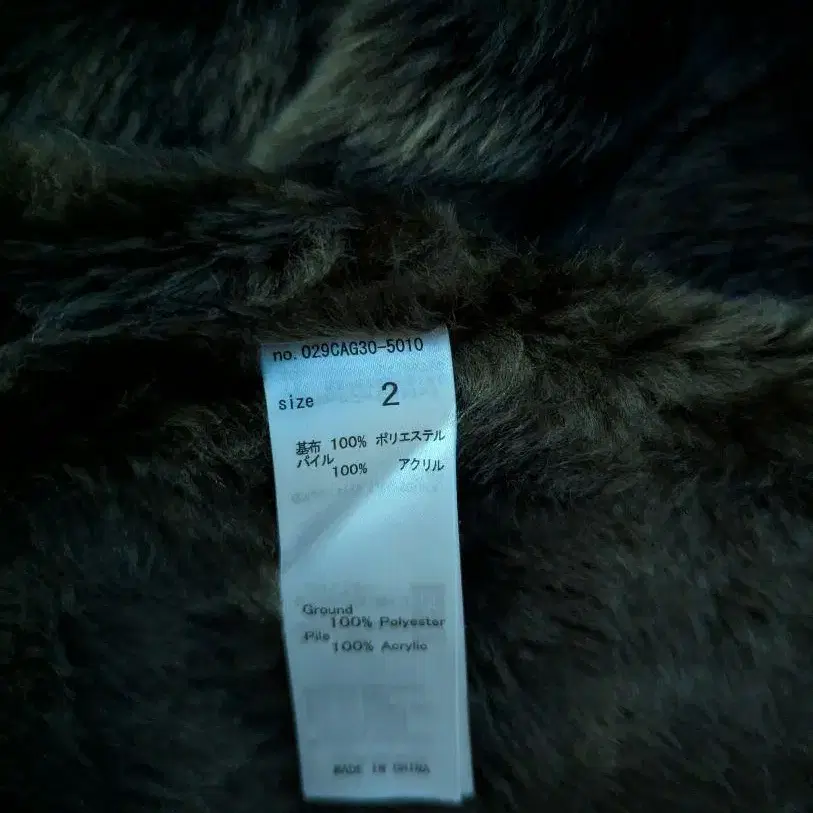 no. 029CAG30-5010
size 2
基布 100% ポリエステル
パイル
100% アクリル
Ground
100% Polyester
Pile
100% Acrylic
MADE IN CHINA